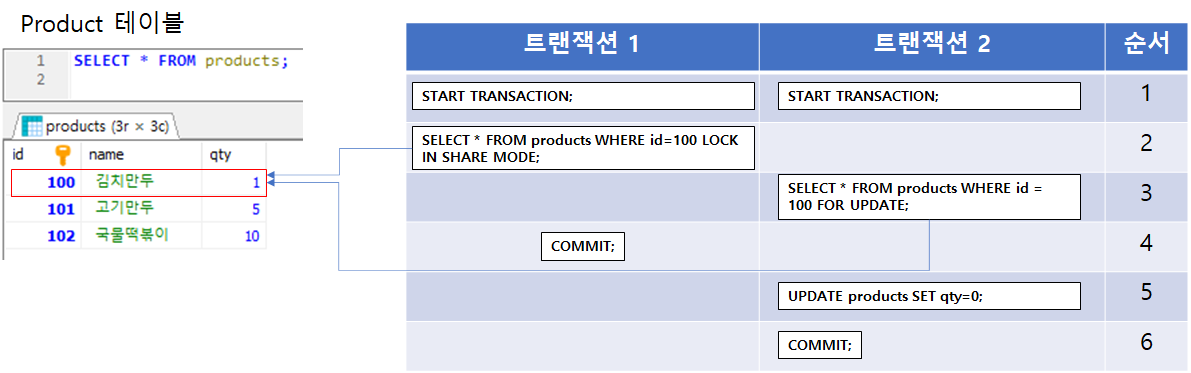 Product 테이블
1 SELECT * FROM products;
2
products (3r × 3c)
id name qty
100 김치만두 1
101 고기만두 5
102 국물떡볶이 10
트랜잭션 1 트랜잭션 2 순서
START TRANSACTION; START TRANSACTION; 1
SELECT * FROM products WHERE id=100 LOCK
IN SHARE MODE;
2
SELECT * FROM products WHERE id =
100 FOR UPDATE;
3
COMMIT; 4
UPDATE products SET qty=0; 5
COMMIT; 6